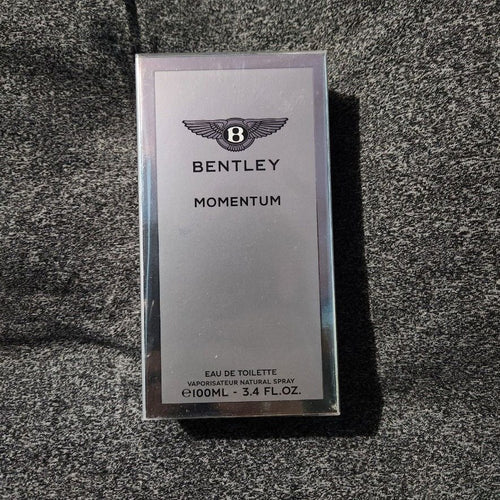 B
BENTLEY
MOMENTUM
EAU DE TOILETTE
VAPORISATEUR NATURAL SPRAY
℮100ML - 3.4 FL.OZ.